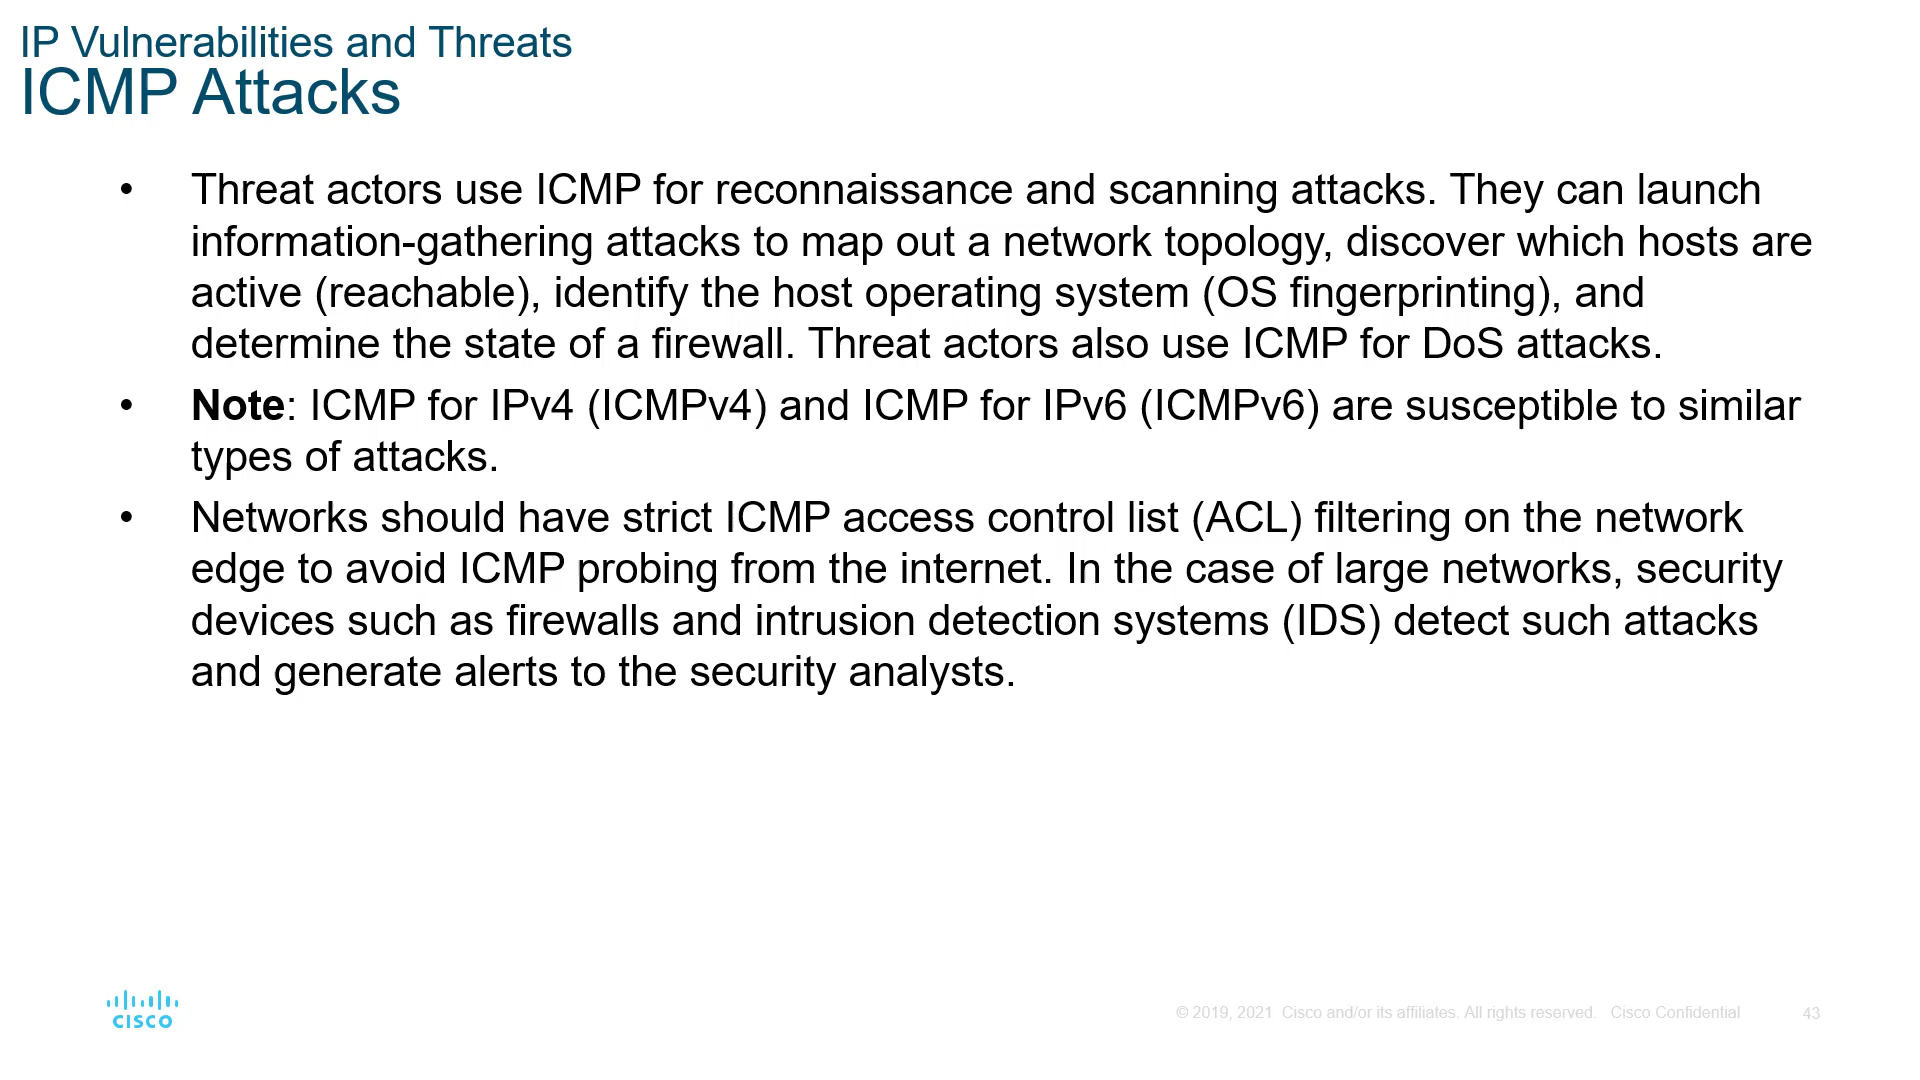 IP Vulnerabilities and Threats
ICMP Attacks
• Threat actors use ICMP for reconnaissance and scanning attacks. They can launch
information-gathering attacks to map out a network topology, discover which hosts are
active (reachable), identify the host operating system (OS fingerprinting), and
determine the state of a firewall. Threat actors also use ICMP for DoS attacks.
• Note: ICMP for IPv4 (ICMPv4) and ICMP for IPv6 (ICMPv6) are susceptible to similar
types of attacks.
• Networks should have strict ICMP access control list (ACL) filtering on the network
edge to avoid ICMP probing from the internet. In the case of large networks, security
devices such as firewalls and intrusion detection systems (IDS) detect such attacks
and generate alerts to the security analysts.
CISCO
© 2019, 2021 Cisco and/or its affiliates. All rights reserved. Cisco Confidential 43